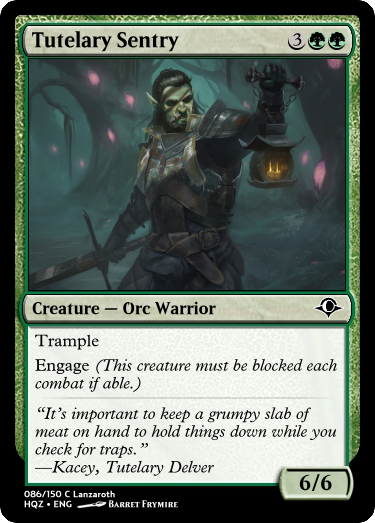 Tutelary Sentry 3
Creature — Orc Warrior
Trample
Engage (This creature must be blocked each
combat if able.)
“It's important to keep a grumpy slab of
meat on hand to hold things down while you
check for traps.”
—Kacey, Tutelary Delver
6/6
086/150 C Lanzaroth
HQZ • ENG Barret Frymire